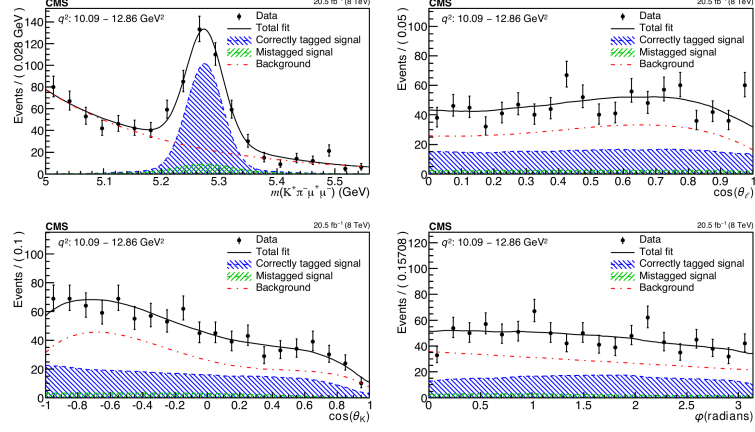 CMS 20.5 fb⁻¹ (8 TeV)
q²: 10.09 − 12.86 GeV²
Data
Total fit
Correctly tagged signal
Mistagged signal
Background
Events / ( 0.028 GeV )
0 20 40 60 80 100 120 140
5 5.1 5.2 5.3 5.4 5.5
m(K⁺π⁻μ⁺μ⁻) (GeV)
CMS 20.5 fb⁻¹ (8 TeV)
q²: 10.09 − 12.86 GeV²
Data
Total fit
Correctly tagged signal
Mistagged signal
Background
Events / ( 0.05 )
0 20 40 60 80 100
0 0.1 0.2 0.3 0.4 0.5 0.6 0.7 0.8 0.9 1
cos(θℓ)
CMS 20.5 fb⁻¹ (8 TeV)
q²: 10.09 − 12.86 GeV²
Data
Total fit
Correctly tagged signal
Mistagged signal
Background
Events / ( 0.1 )
0 20 40 60 80 100
-1 -0.8 -0.6 -0.4 -0.2 0 0.2 0.4 0.6 0.8 1
cos(θK)
CMS 20.5 fb⁻¹ (8 TeV)
q²: 10.09 − 12.86 GeV²
Data
Total fit
Correctly tagged signal
Mistagged signal
Background
Events / ( 0.15708 )
0 20 40 60 80 100 120
0 0.5 1 1.5 2 2.5 3
φ(radians)